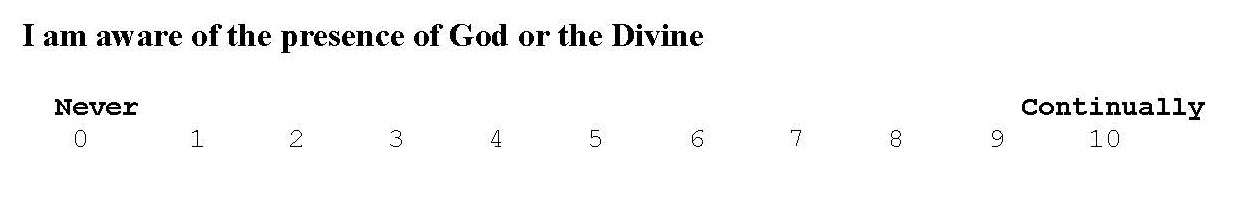 I am aware of the presence of God or the Divine
Never Continually
0 1 2 3 4 5 6 7 8 9 10